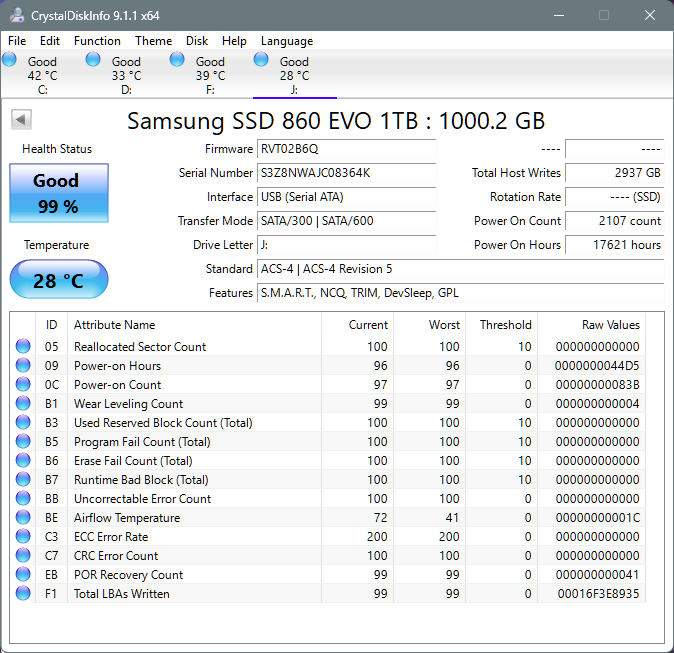 CrystalDiskInfo 9.1.1 x64
File Edit Function Theme Disk Help Language
Good Good Good Good
42 °C 33 °C 39 °C 28 °C
C: D: F: J:
Samsung SSD 860 EVO 1TB : 1000.2 GB
Health Status Firmware RVT02B6Q ---- ----
Good Serial Number S3Z8NWAJC08364K Total Host Writes 2937 GB
99 % Interface USB (Serial ATA) Rotation Rate ---- (SSD)
Transfer Mode SATA/300 | SATA/600 Power On Count 2107 count
Temperature Drive Letter J: Power On Hours 17621 hours
28 °C Standard ACS-4 | ACS-4 Revision 5
Features S.M.A.R.T., NCQ, TRIM, DevSleep, GPL
ID Attribute Name Current Worst Threshold Raw Values
05 Reallocated Sector Count 100 100 10 000000000000
09 Power-on Hours 96 96 0 0000000044D5
0C Power-on Count 97 97 0 00000000083B
B1 Wear Leveling Count 99 99 0 000000000004
B3 Used Reserved Block Count (Total) 100 100 10 000000000000
B5 Program Fail Count (Total) 100 100 10 000000000000
B6 Erase Fail Count (Total) 100 100 10 000000000000
B7 Runtime Bad Block (Total) 100 100 10 000000000000
BB Uncorrectable Error Count 100 100 0 000000000000
BE Airflow Temperature 72 41 0 00000000001C
C3 ECC Error Rate 200 200 0 000000000000
C7 CRC Error Count 100 100 0 000000000000
EB POR Recovery Count 99 99 0 000000000041
F1 Total LBAs Written 99 99 0 00016F3E8935